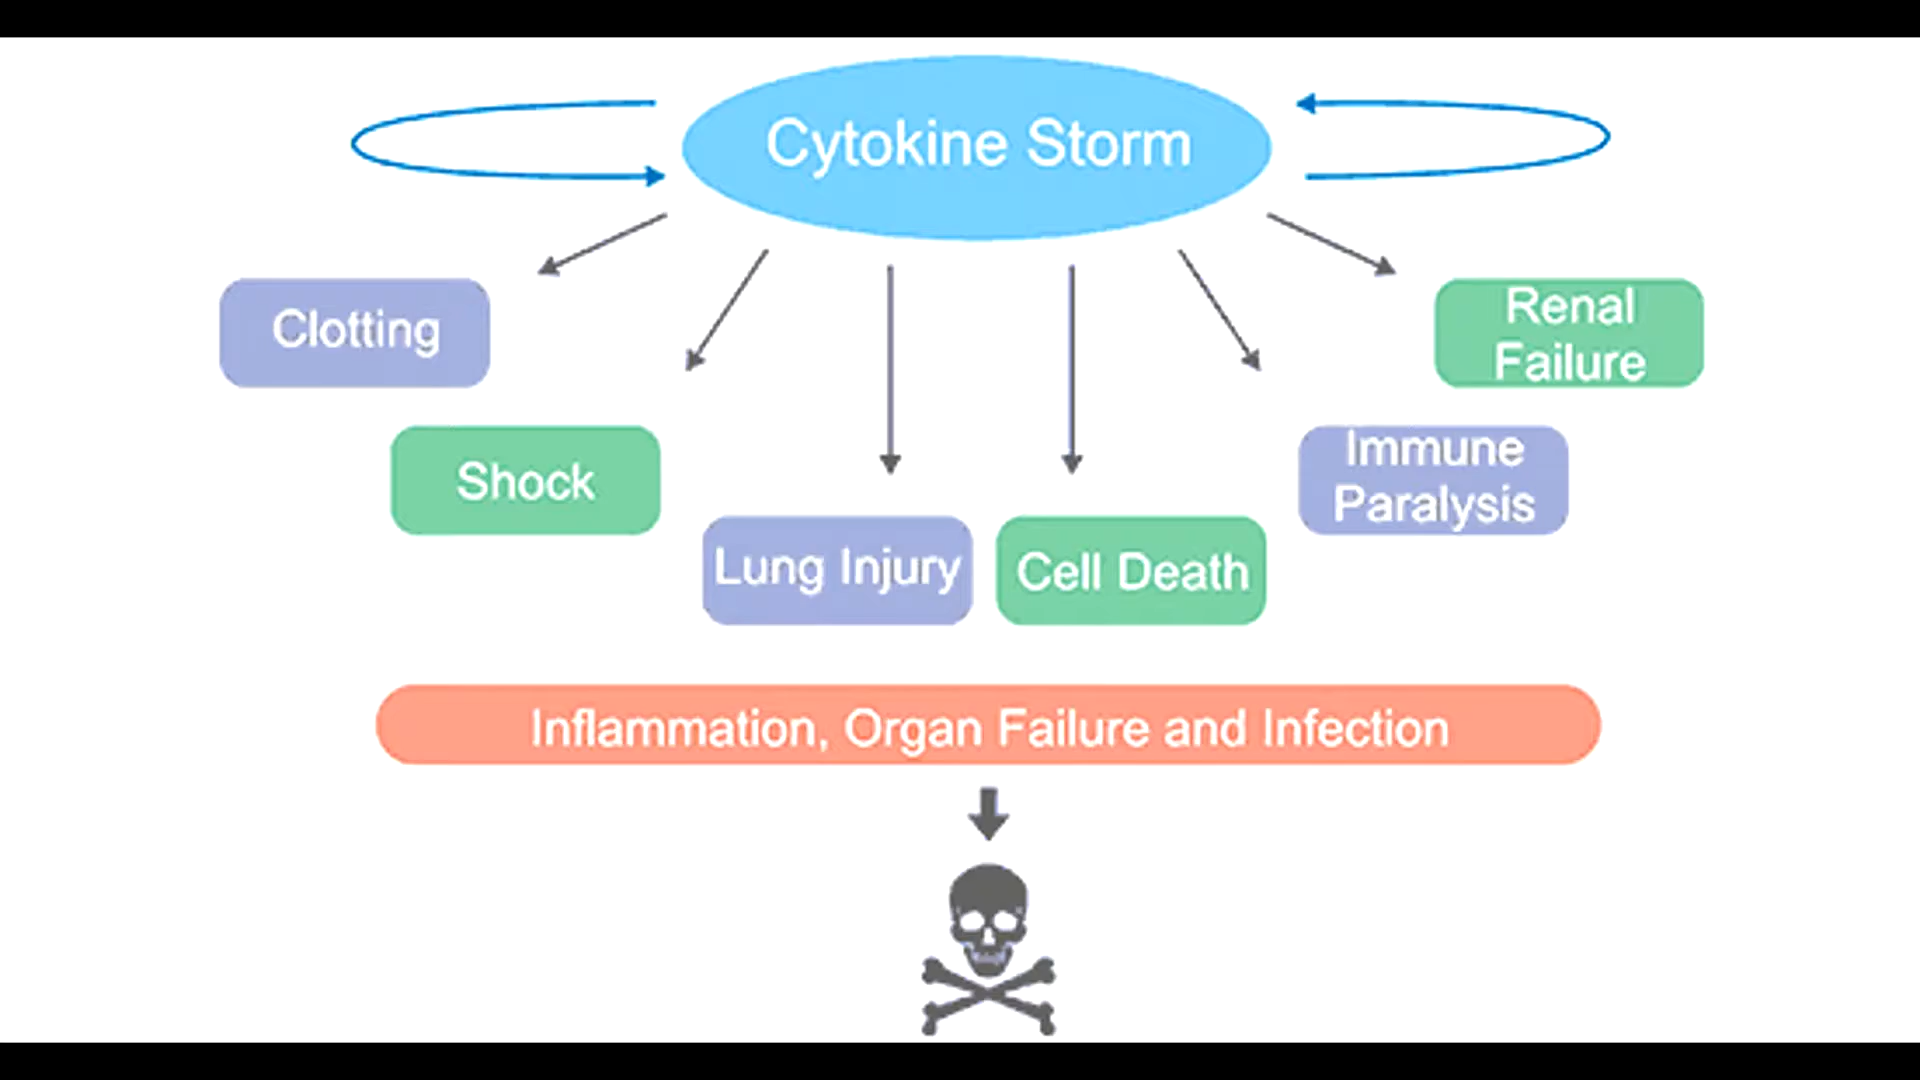 Cytokine Storm
Clotting
Renal
Failure
Shock
Immune
Paralysis
Lung Injury
Cell Death
Inflammation, Organ Failure and Infection